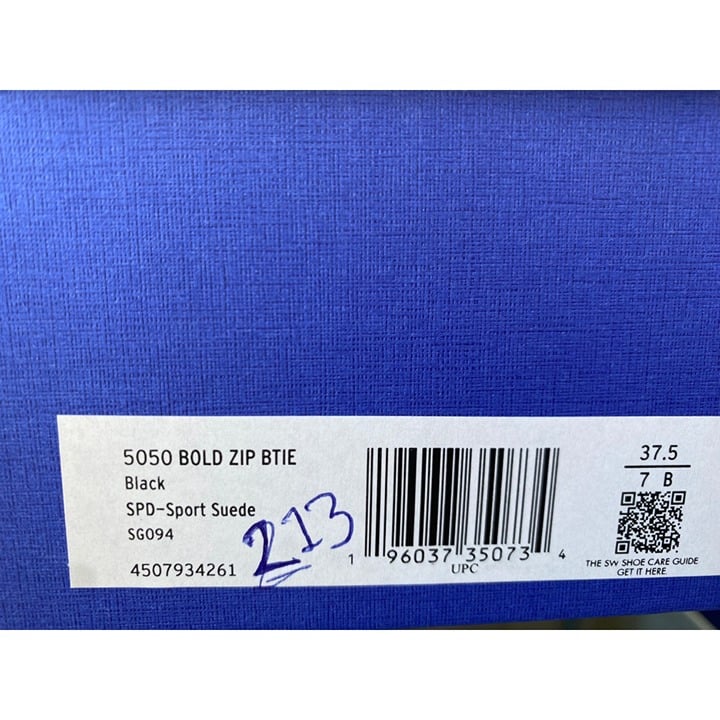 5050 BOLD ZIP BTIE
Black
SPD-Sport Suede
SG094
4507934261
213
1 96037 35073 4
UPC
37.5
7 B
THE SW SHOE CARE GUIDE
GET IT HERE.